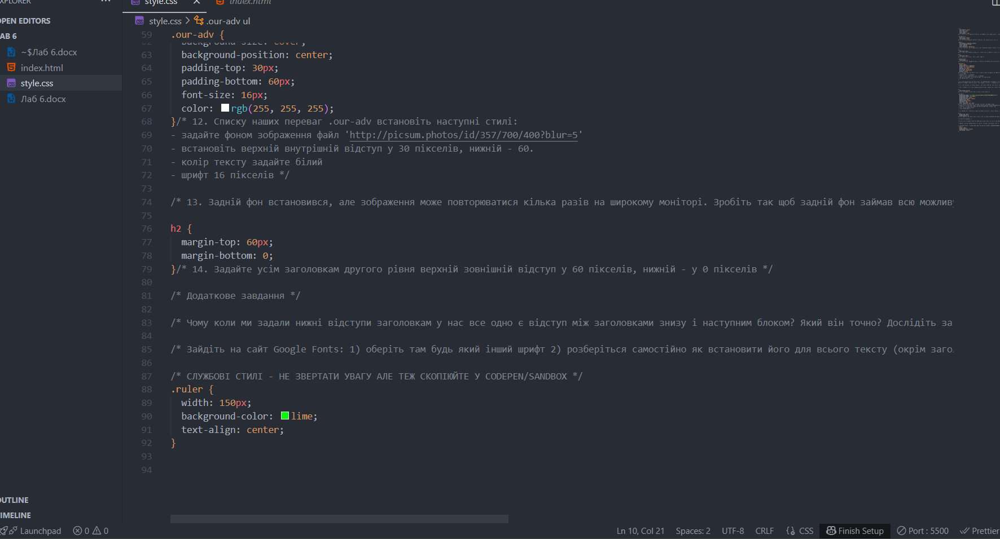 XPLORER
···
style.css
index.html
OPEN EDITORS
style.css > .our-adv ul
AB 6
~$Лаб 6.docx
index.html
style.css
Лаб 6.docx
59 .our-adv {
62 background-size: cover;
63 background-position: center;
64 padding-top: 30px;
65 padding-bottom: 60px;
66 font-size: 16px;
67 color: rgb(255, 255, 255);
68 }/* 12. Списку наших переваг .our-adv встановіть наступні стилі:
69 - задайте фоном зображення файл 'http://picsum.photos/id/357/700/400?blur=5'
70 - встановіть верхній внутрішній відступ у 30 пікселів, нижній - 60.
71 - колір тексту задайте білий
72 - шрифт 16 пікселів */
73
74 /* 13. Задній фон встановився, але зображення може повторюватися кілька разів на широкому моніторі. Зробіть так щоб задній фон займав всю можлив
75
76 h2 {
77 margin-top: 60px;
78 margin-bottom: 0;
79 }/* 14. Задайте усім заголовкам другого рівня верхній зовнішній відступ у 60 пікселів, нижній - у 0 пікселів */
80
81 /* Додаткове завдання */
82
83 /* Чому коли ми задали нижні відступи заголовкам у нас все одно є відступ між заголовками знизу і наступним блоком? Який він точно? Дослідіть за
84
85 /* Зайдіть на сайт Google Fonts: 1) оберіть там будь який інший шрифт 2) розберіться самостійно як встановити його для всього тексту (окрім заго
86
87 /* СЛУЖБОВІ СТИЛІ - НЕ ЗВЕРТАТИ УВАГУ АЛЕ ТЕЖ СКОПІЮЙТЕ У CODEPEN/SANDBOX */
88 .ruler {
89 width: 150px;
90 background-color: lime;
91 text-align: center;
92 }
93
94
OUTLINE
TIMELINE
Launchpad 0 0 Ln 10, Col 21 Spaces: 2 UTF-8 CRLF {} CSS Finish Setup Port : 5500 Prettier